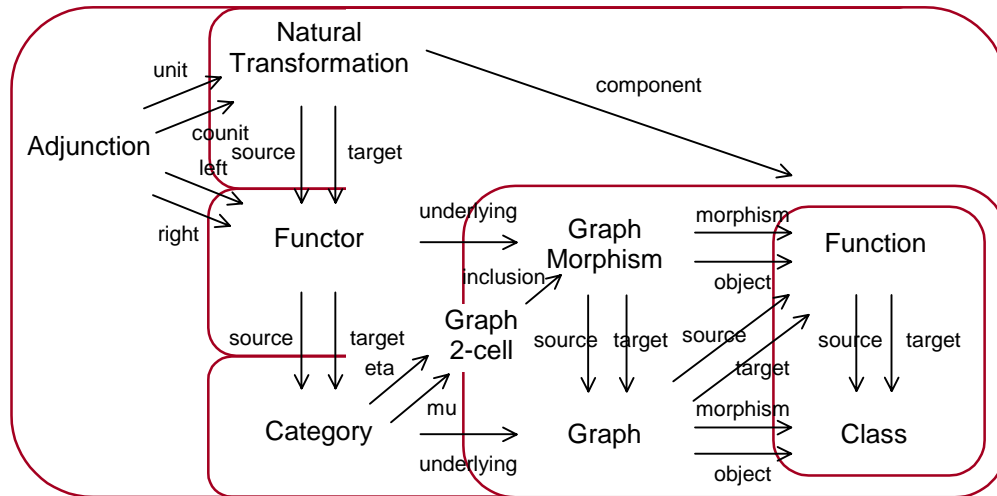 Natural
Transformation
unit
component
Adjunction
counit
source
target
left
right
underlying
Graph
Morphism
morphism
Function
Functor
object
inclusion
Graph
2-cell
source
target
eta
source
target
source
target
source
target
mu
morphism
Category
Graph
Class
underlying
object